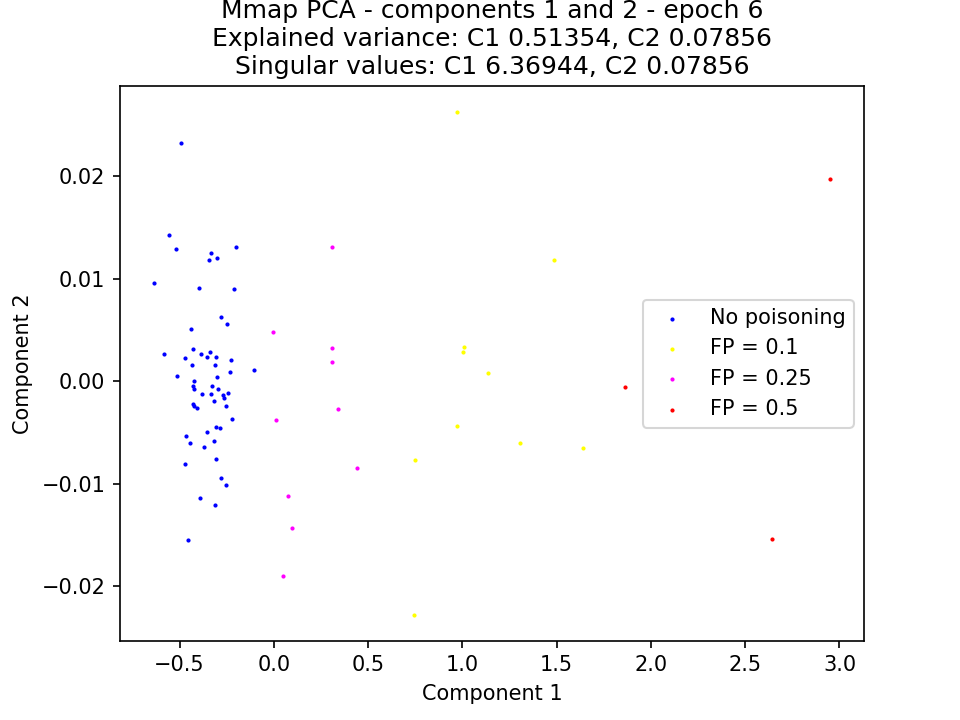 Mmap PCA - components 1 and 2 - epoch 6
Explained variance: C1 0.51354, C2 0.07856
Singular values: C1 6.36944, C2 0.07856
0.02
0.01
0.00
−0.01
−0.02
Component 2
No poisoning
FP = 0.1
FP = 0.25
FP = 0.5
−0.5
0.0
0.5
1.0
1.5
2.0
2.5
3.0
Component 1